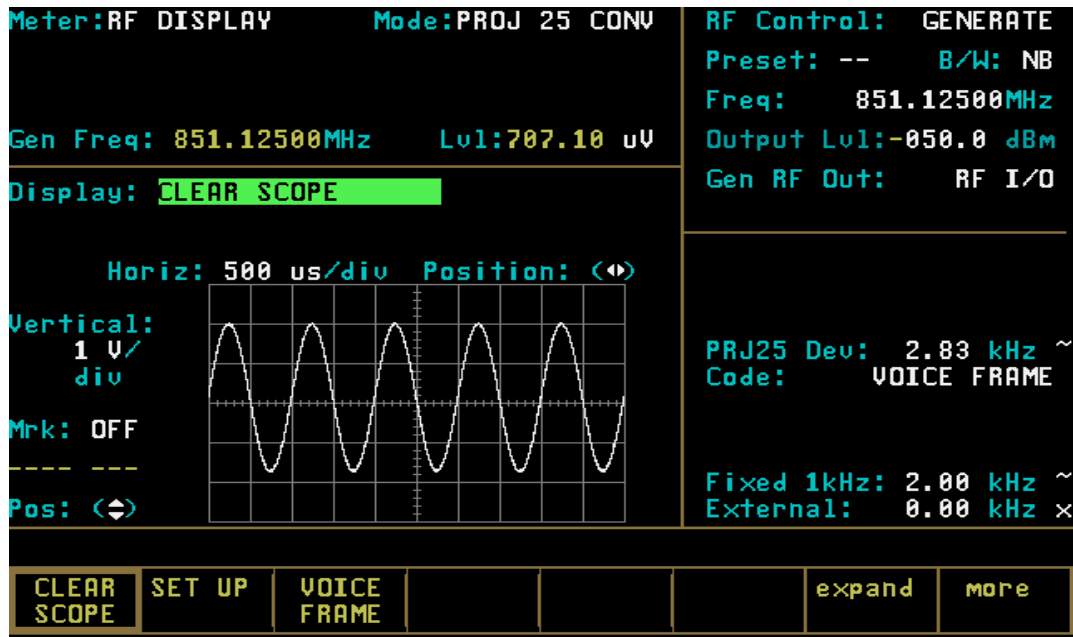 Meter:RF DISPLAY Mode:PROJ 25 CONV
Gen Freq: 851.12500MHz Lvl:707.10 uV
Display: CLEAR SCOPE
Horiz: 500 us/div Position: (◂▸)
Vertical:
1 V/
div
Mrk: OFF
---- ---
Pos: (⬍)
RF Control: GENERATE
Preset: -- B/W: NB
Freq: 851.12500MHz
Output Lvl:-050.0 dBm
Gen RF Out: RF I/O
PRJ25 Dev: 2.83 kHz ~
Code: VOICE FRAME
Fixed 1kHz: 2.00 kHz ~
External: 0.00 kHz x
CLEAR SCOPE
SET UP
VOICE FRAME
expand
more